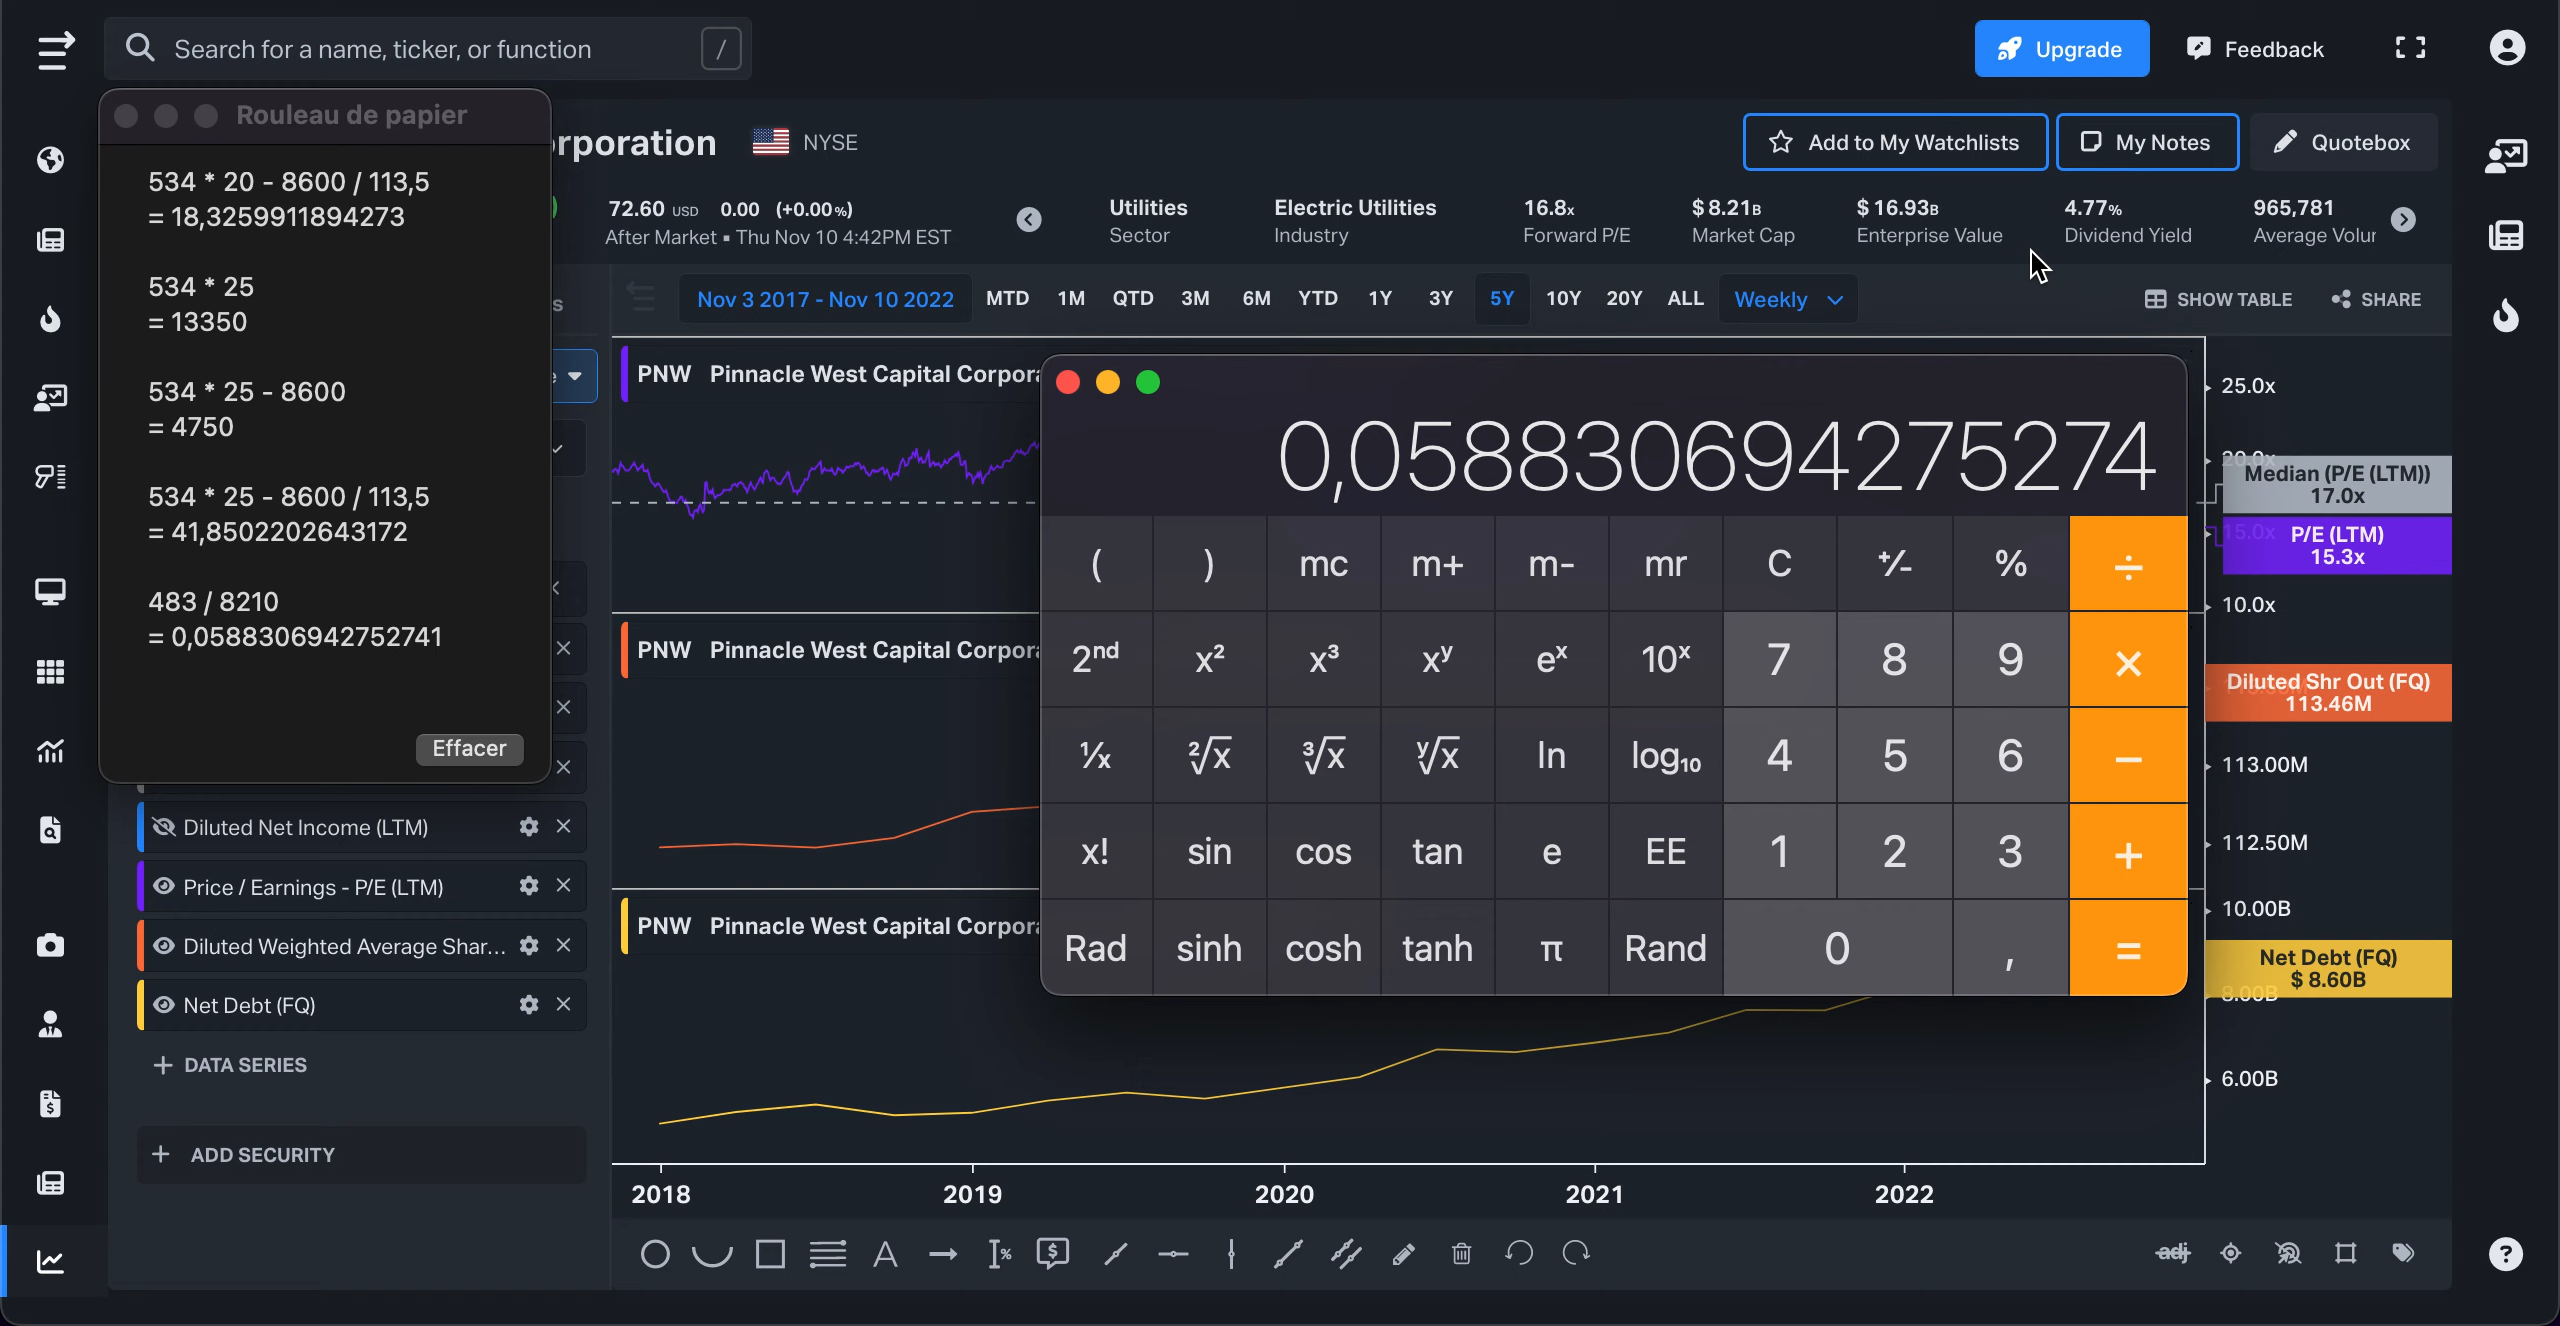 Search for a name, ticker, or function
/
Upgrade
Feedback
Rouleau de papier
534 * 20 - 8600 / 113,5
= 18,3259911894273
534 * 25
= 13350
534 * 25 - 8600
= 4750
534 * 25 - 8600 / 113,5
= 41,8502202643172
483 / 8210
= 0,0588306942752741
Effacer
rporation
NYSE
Add to My Watchlists
My Notes
Quotebox
72.60 USD 0.00 (+0.00%)
After Market ▪ Thu Nov 10 4:42PM EST
Utilities
Sector
Electric Utilities
Industry
16.8x
Forward P/E
$ 8.21B
Market Cap
$ 16.93B
Enterprise Value
4.77%
Dividend Yield
965,781
Average Volur
s
Nov 3 2017 - Nov 10 2022
MTD
1M
QTD
3M
6M
YTD
1Y
3Y
5Y
10Y
20Y
ALL
Weekly
SHOW TABLE
SHARE
PNW Pinnacle West Capital Corpora
PNW Pinnacle West Capital Corpora
PNW Pinnacle West Capital Corpora
0,058830694275274
( ) mc m+ m- mr C +/- % ÷
2nd x² x³ xʸ eˣ 10ˣ 7 8 9 ×
1/x ²√x ³√x ʸ√x ln log₁₀ 4 5 6 −
x! sin cos tan e EE 1 2 3 +
Rad sinh cosh tanh π Rand 0 , =
25.0x
20.0x
Median (P/E (LTM))
17.0x
15.0x
P/E (LTM)
15.3x
10.0x
Diluted Shr Out (FQ)
113.46M
113.00M
112.50M
10.00B
Net Debt (FQ)
$ 8.60B
8.00B
6.00B
Diluted Net Income (LTM)
Price / Earnings - P/E (LTM)
Diluted Weighted Average Shar...
Net Debt (FQ)
+ DATA SERIES
+ ADD SECURITY
2018
2019
2020
2021
2022
A
%
$
adj
?